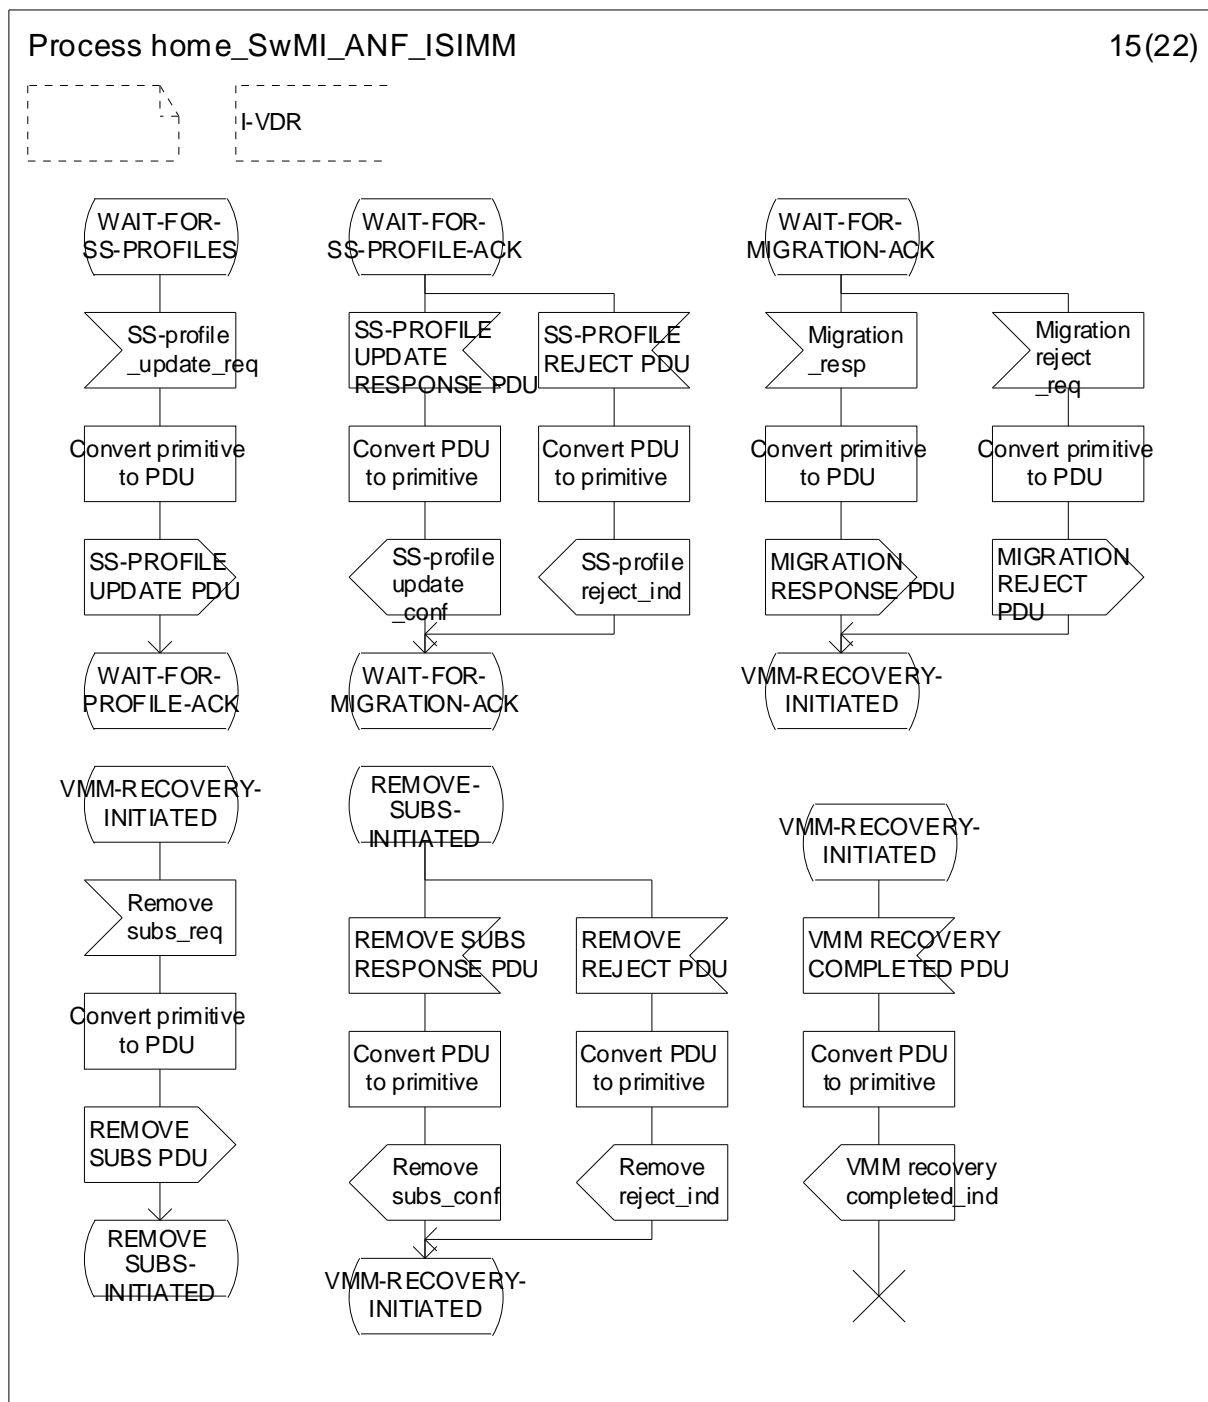 Process home_SwMI_ANF_ISIMM
15(22)
I-VDR
WAIT-FOR-
SS-PROFILES
SS-profile
_update_req
Convert primitive
to PDU
SS-PROFILE
UPDATE PDU
WAIT-FOR-
PROFILE-ACK
WAIT-FOR-
SS-PROFILE-ACK
SS-PROFILE
UPDATE
RESPONSE PDU
Convert PDU
to primitive
SS-profile
update
_conf
SS-PROFILE
REJECT PDU
Convert PDU
to primitive
SS-profile
reject_ind
WAIT-FOR-
MIGRATION-ACK
WAIT-FOR-
MIGRATION-ACK
Migration
_resp
Convert primitive
to PDU
MIGRATION
RESPONSE PDU
Migration
reject
_req
Convert primitive
to PDU
MIGRATION
REJECT
PDU
VMM-RECOVERY-
INITIATED
VMM-RECOVERY-
INITIATED
Remove
subs_req
Convert primitive
to PDU
REMOVE
SUBS PDU
REMOVE
SUBS-
INITIATED
REMOVE-
SUBS-
INITIATED
REMOVE SUBS
RESPONSE PDU
Convert PDU
to primitive
Remove
subs_conf
REMOVE
REJECT PDU
Convert PDU
to primitive
Remove
reject_ind
VMM-RECOVERY-
INITIATED
VMM-RECOVERY-
INITIATED
VMM RECOVERY
COMPLETED PDU
Convert PDU
to primitive
VMM recovery
completed_ind